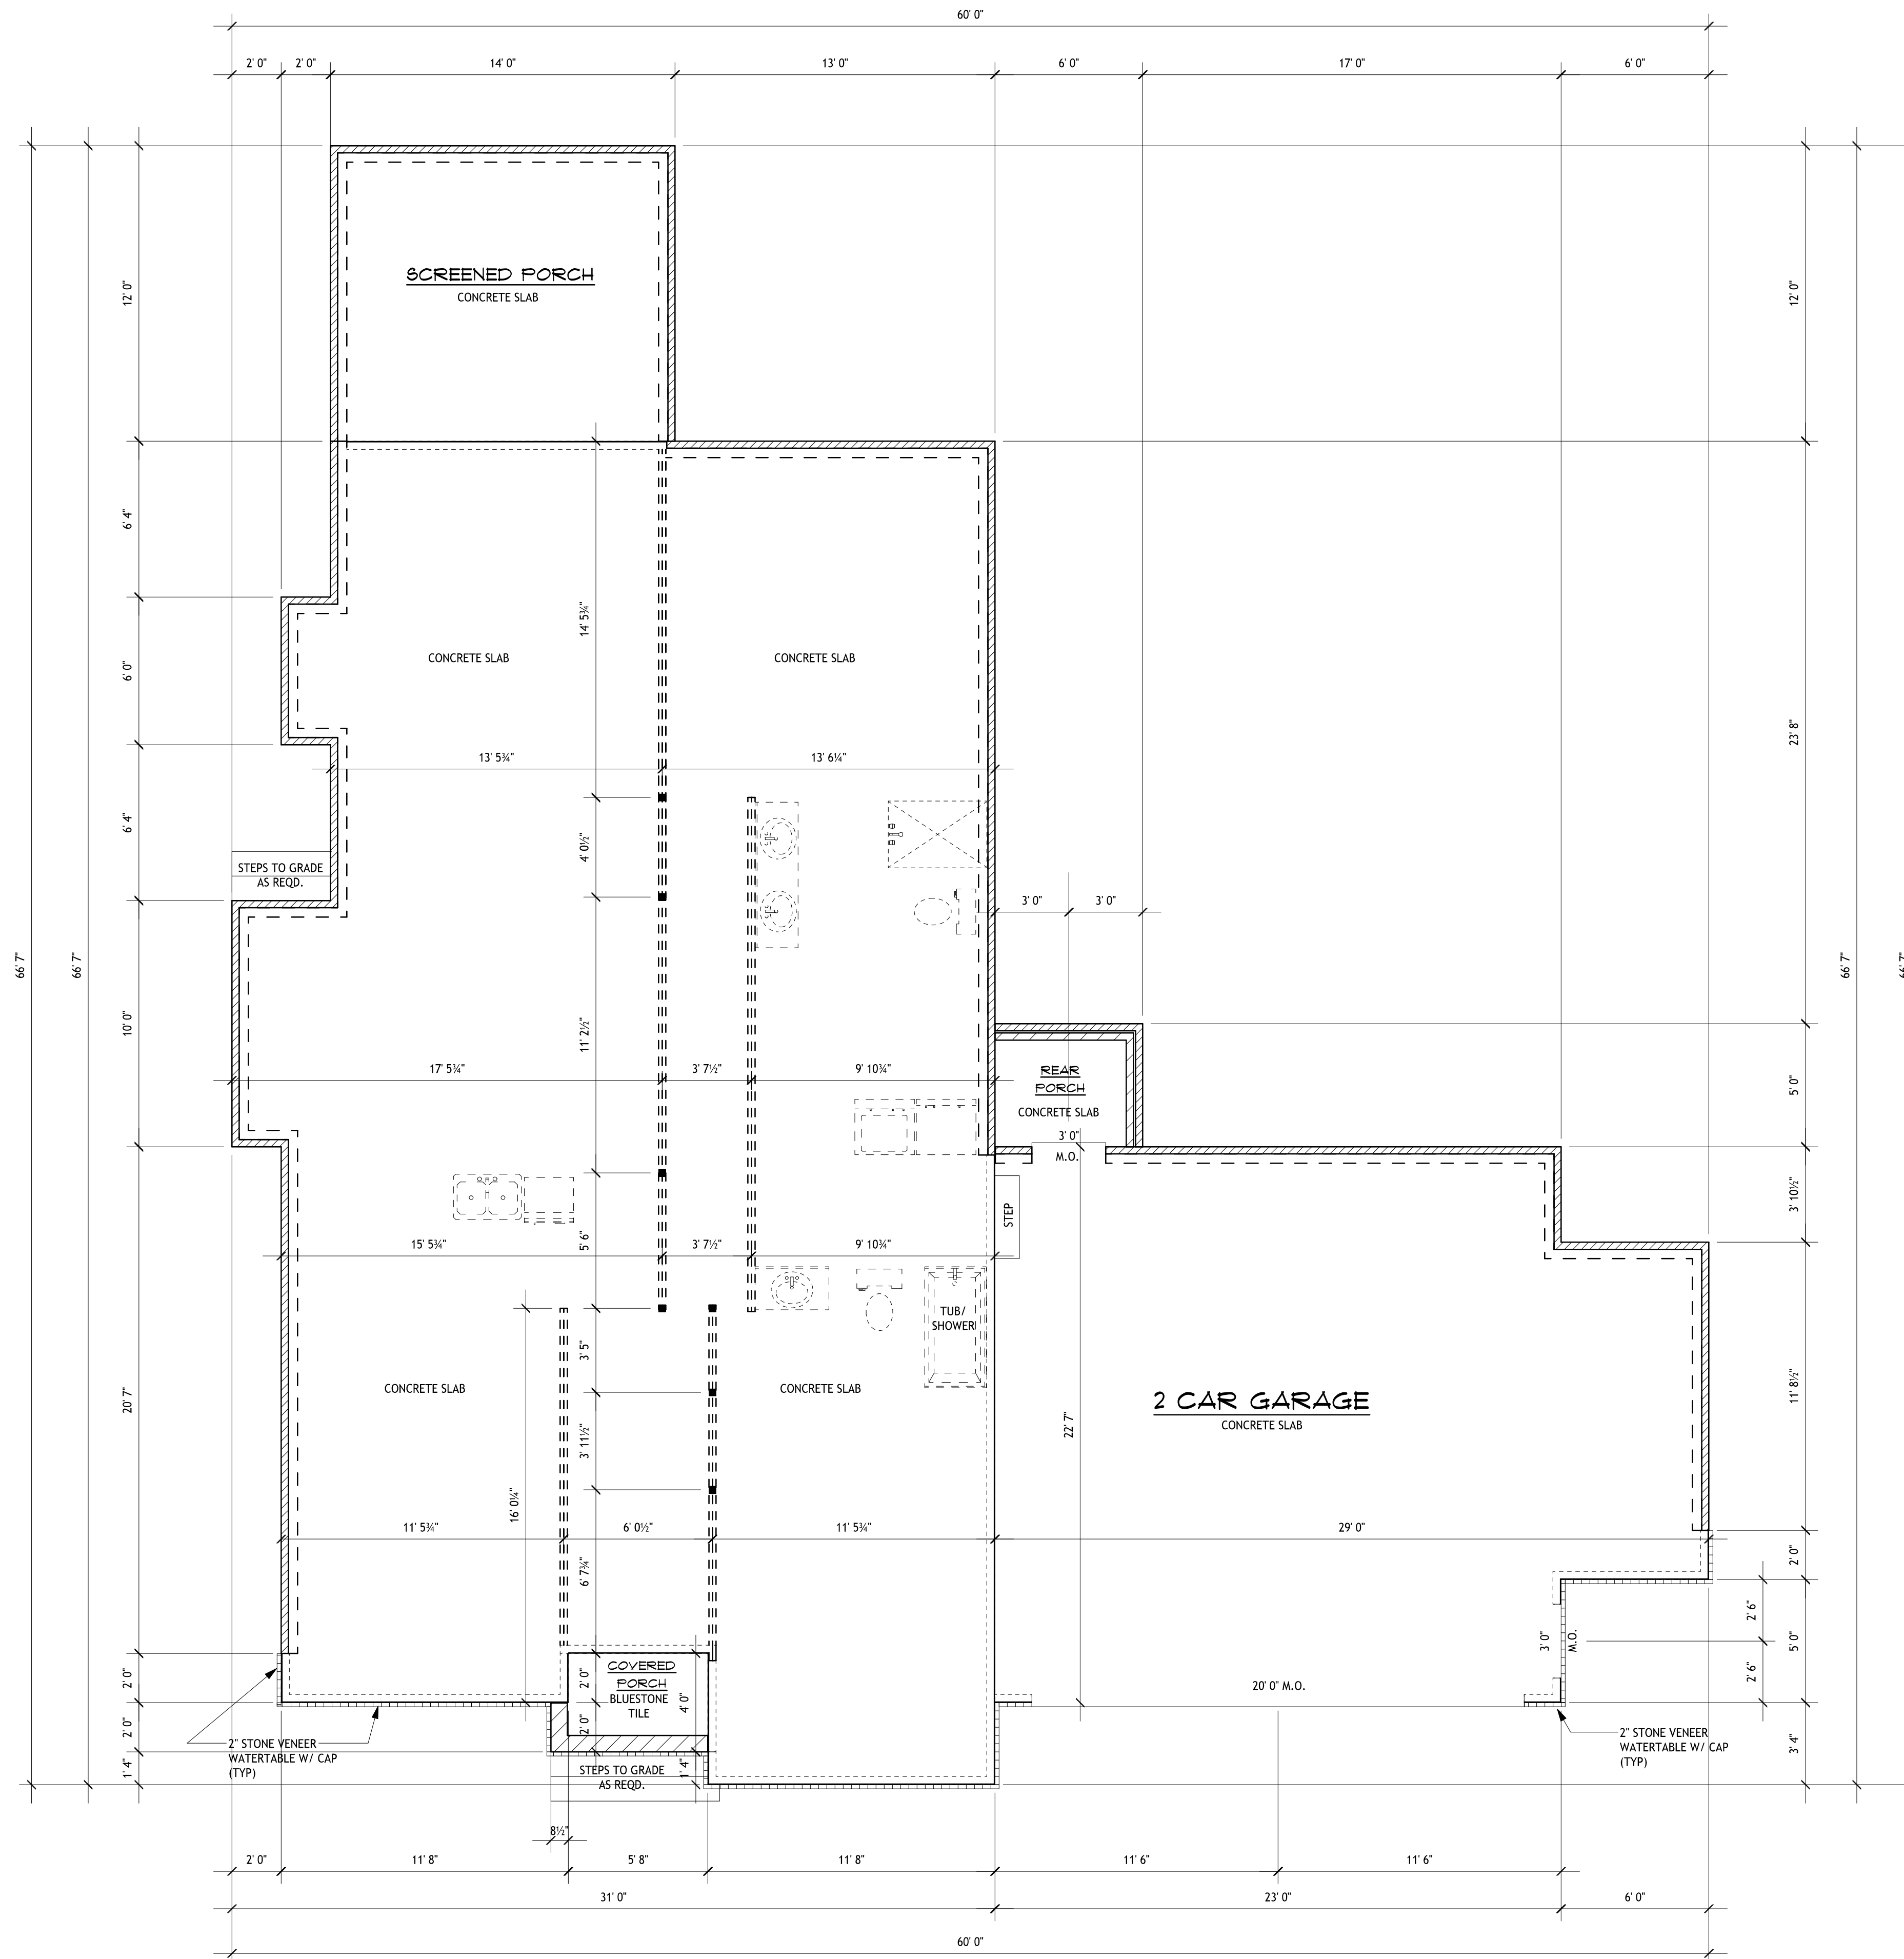 60' 0"
2' 0" 2' 0" 14' 0" 13' 0" 6' 0" 17' 0" 6' 0"
SCREENED PORCH
CONCRETE SLAB
12' 0"
12' 0"
6' 4"
14' 5¾"
CONCRETE SLAB
CONCRETE SLAB
6' 0"
23' 8"
13' 5¾" 13' 6¼"
6' 4"
4' 0½"
STEPS TO GRADE
AS REQD.
3' 0" 3' 0"
66' 7"
66' 7"
66' 7"
66' 7"
10' 0"
11' 2½"
17' 5¾" 3' 7½" 9' 10¾"
REAR
PORCH
CONCRETE SLAB
5' 0"
3' 0"
M.O.
3' 10½"
STEP
5' 6"
15' 5¾" 3' 7½" 9' 10¾"
TUB/
SHOWER
3' 5"
CONCRETE SLAB
CONCRETE SLAB
20' 7"
2 CAR GARAGE
CONCRETE SLAB
22' 7"
11' 8½"
3' 11½"
16' 0¼"
11' 5¾" 6' 0½" 11' 5¾" 29' 0"
6' 7¾"
2' 0"
2' 6"
3' 0"
M.O.
5' 0"
2' 6"
COVERED
PORCH
BLUESTONE
TILE
2' 0"
2' 0"
4' 0"
20' 0" M.O.
2' 0"
2' 0"
1' 4"
1' 4"
2" STONE VENEER
WATERTABLE W/ CAP
(TYP)
2" STONE VENEER
WATERTABLE W/ CAP
(TYP)
3' 4"
STEPS TO GRADE
AS REQD.
8½"
2' 0" 11' 8" 5' 8" 11' 8" 11' 6" 11' 6"
31' 0" 23' 0" 6' 0"
60' 0"